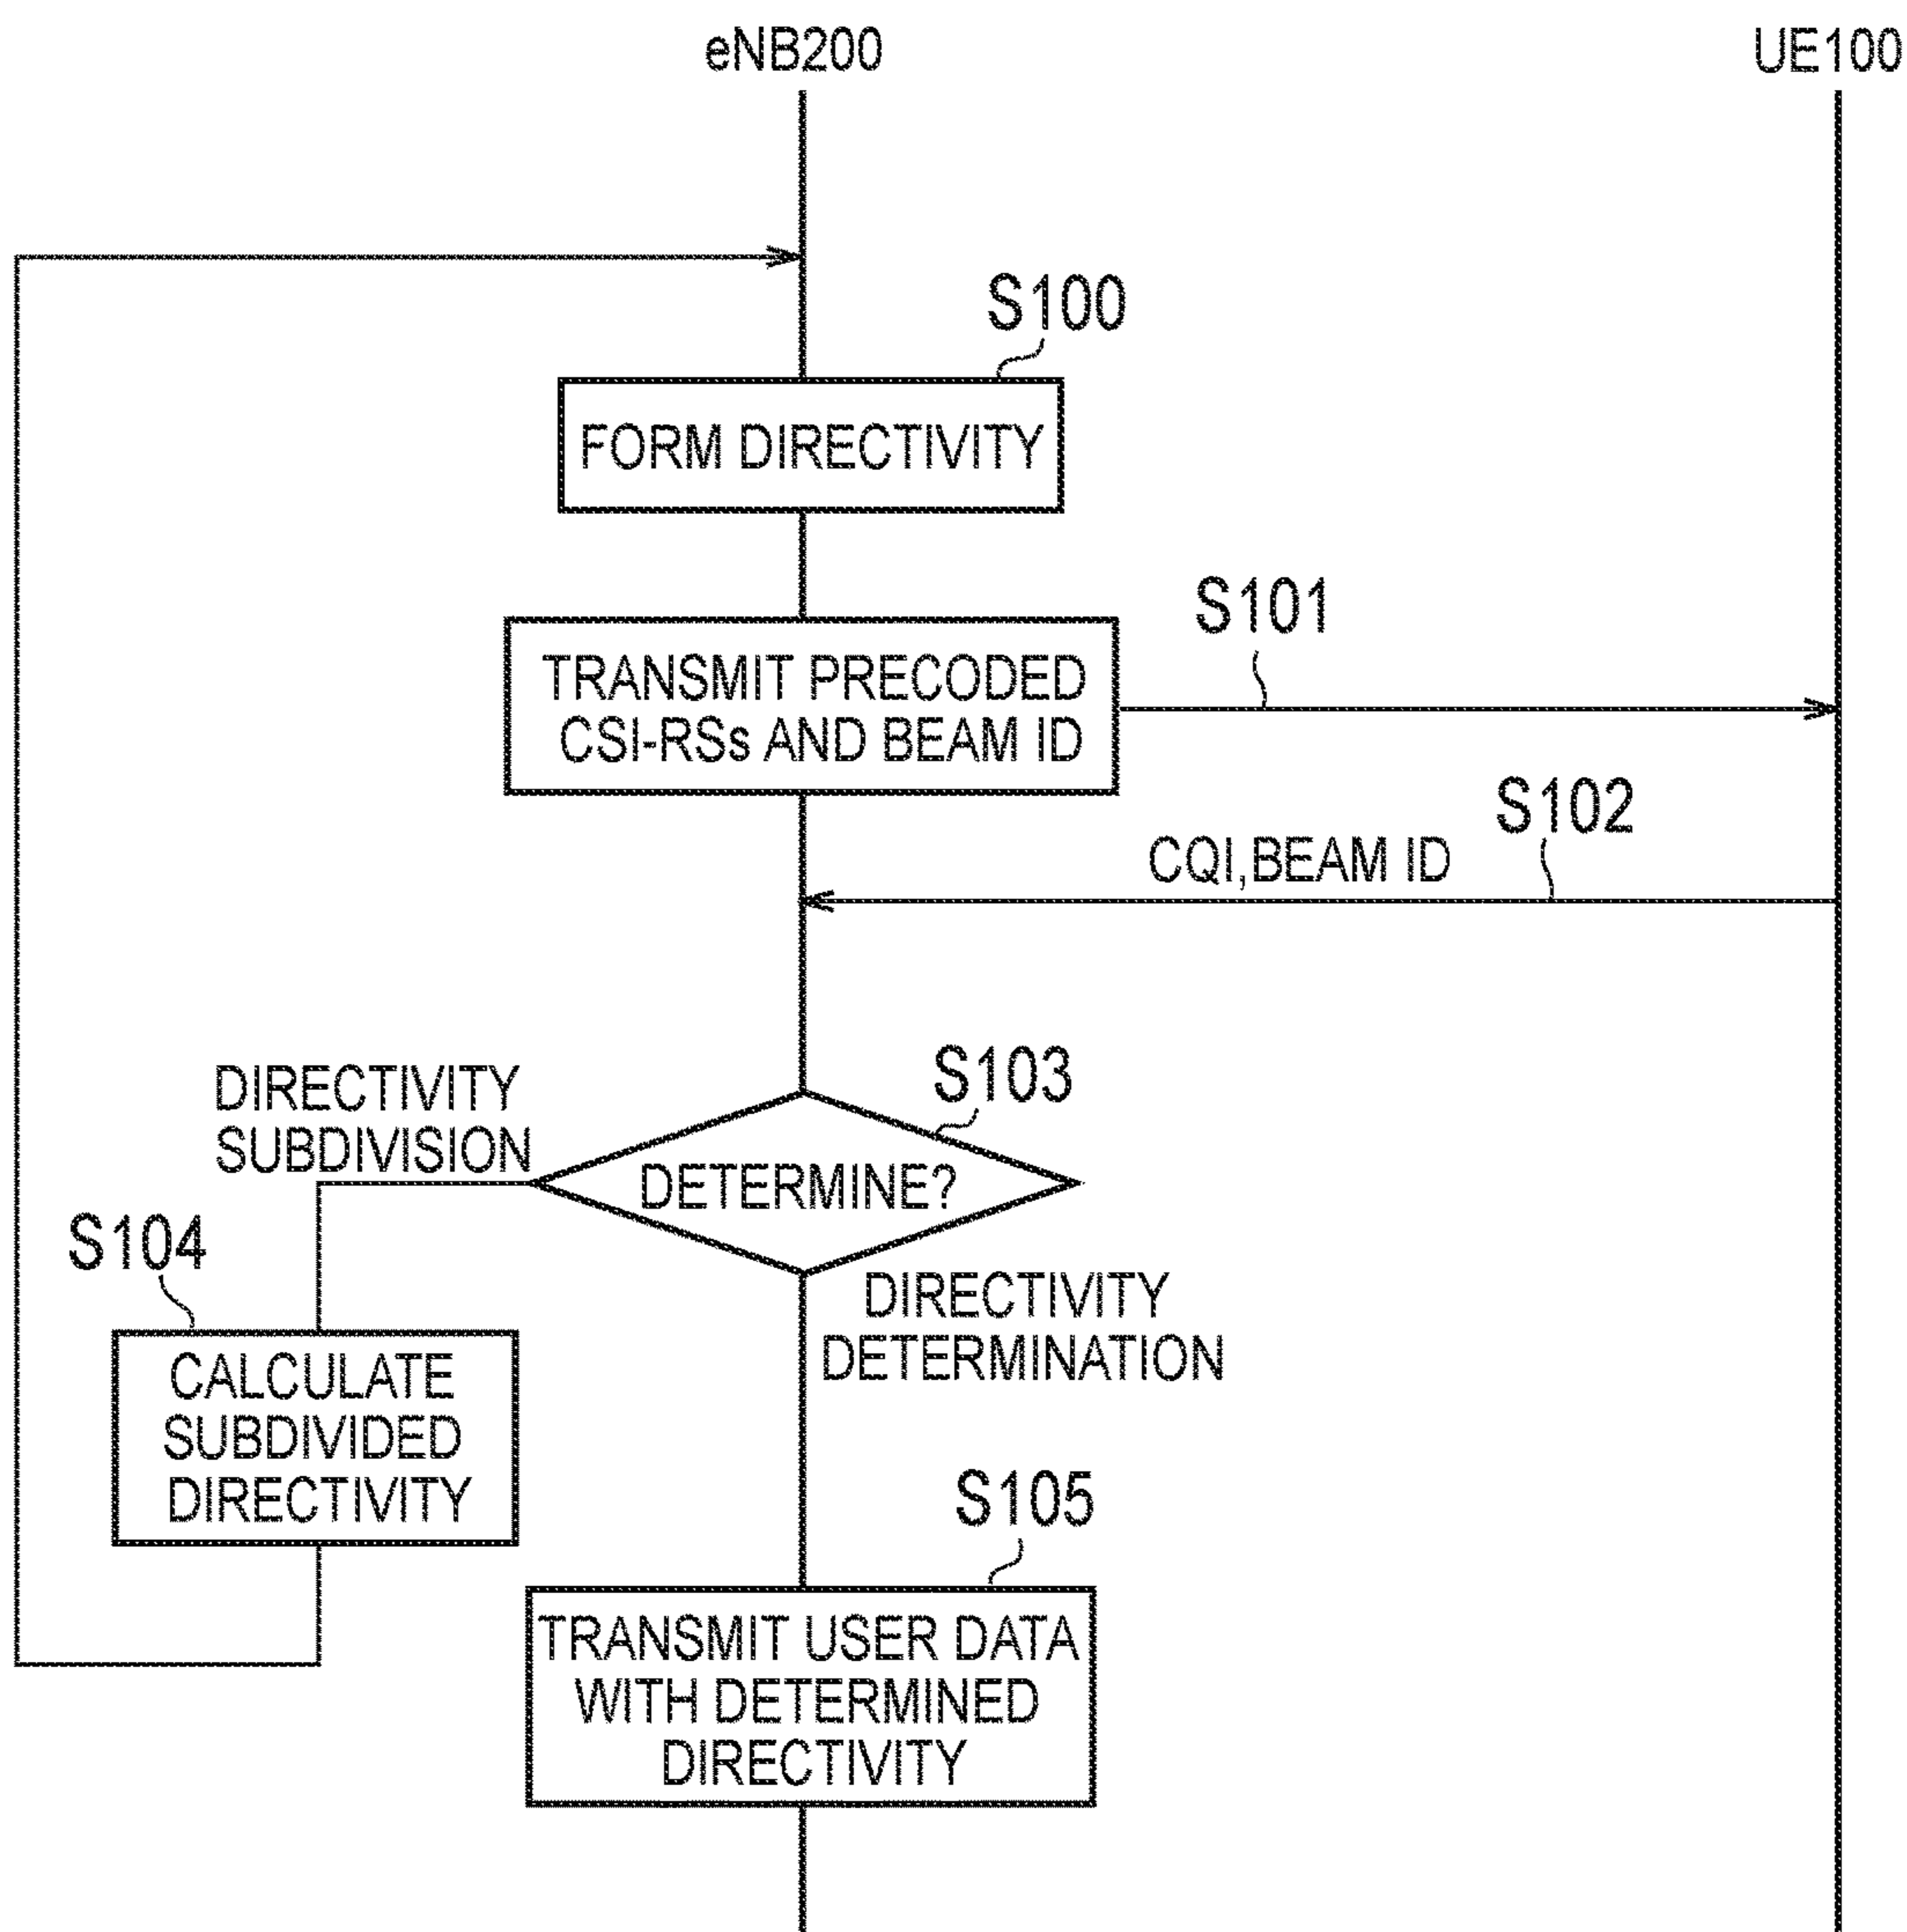 eNB200
UE100
S100
FORM DIRECTIVITY
S101
TRANSMIT PRECODED
CSI-RSs AND BEAM ID
S102
CQI,BEAM ID
S103
DIRECTIVITY
SUBDIVISION
DETERMINE?
S104
DIRECTIVITY
DETERMINATION
CALCULATE
SUBDIVIDED
DIRECTIVITY
S105
TRANSMIT USER DATA
WITH DETERMINED
DIRECTIVITY